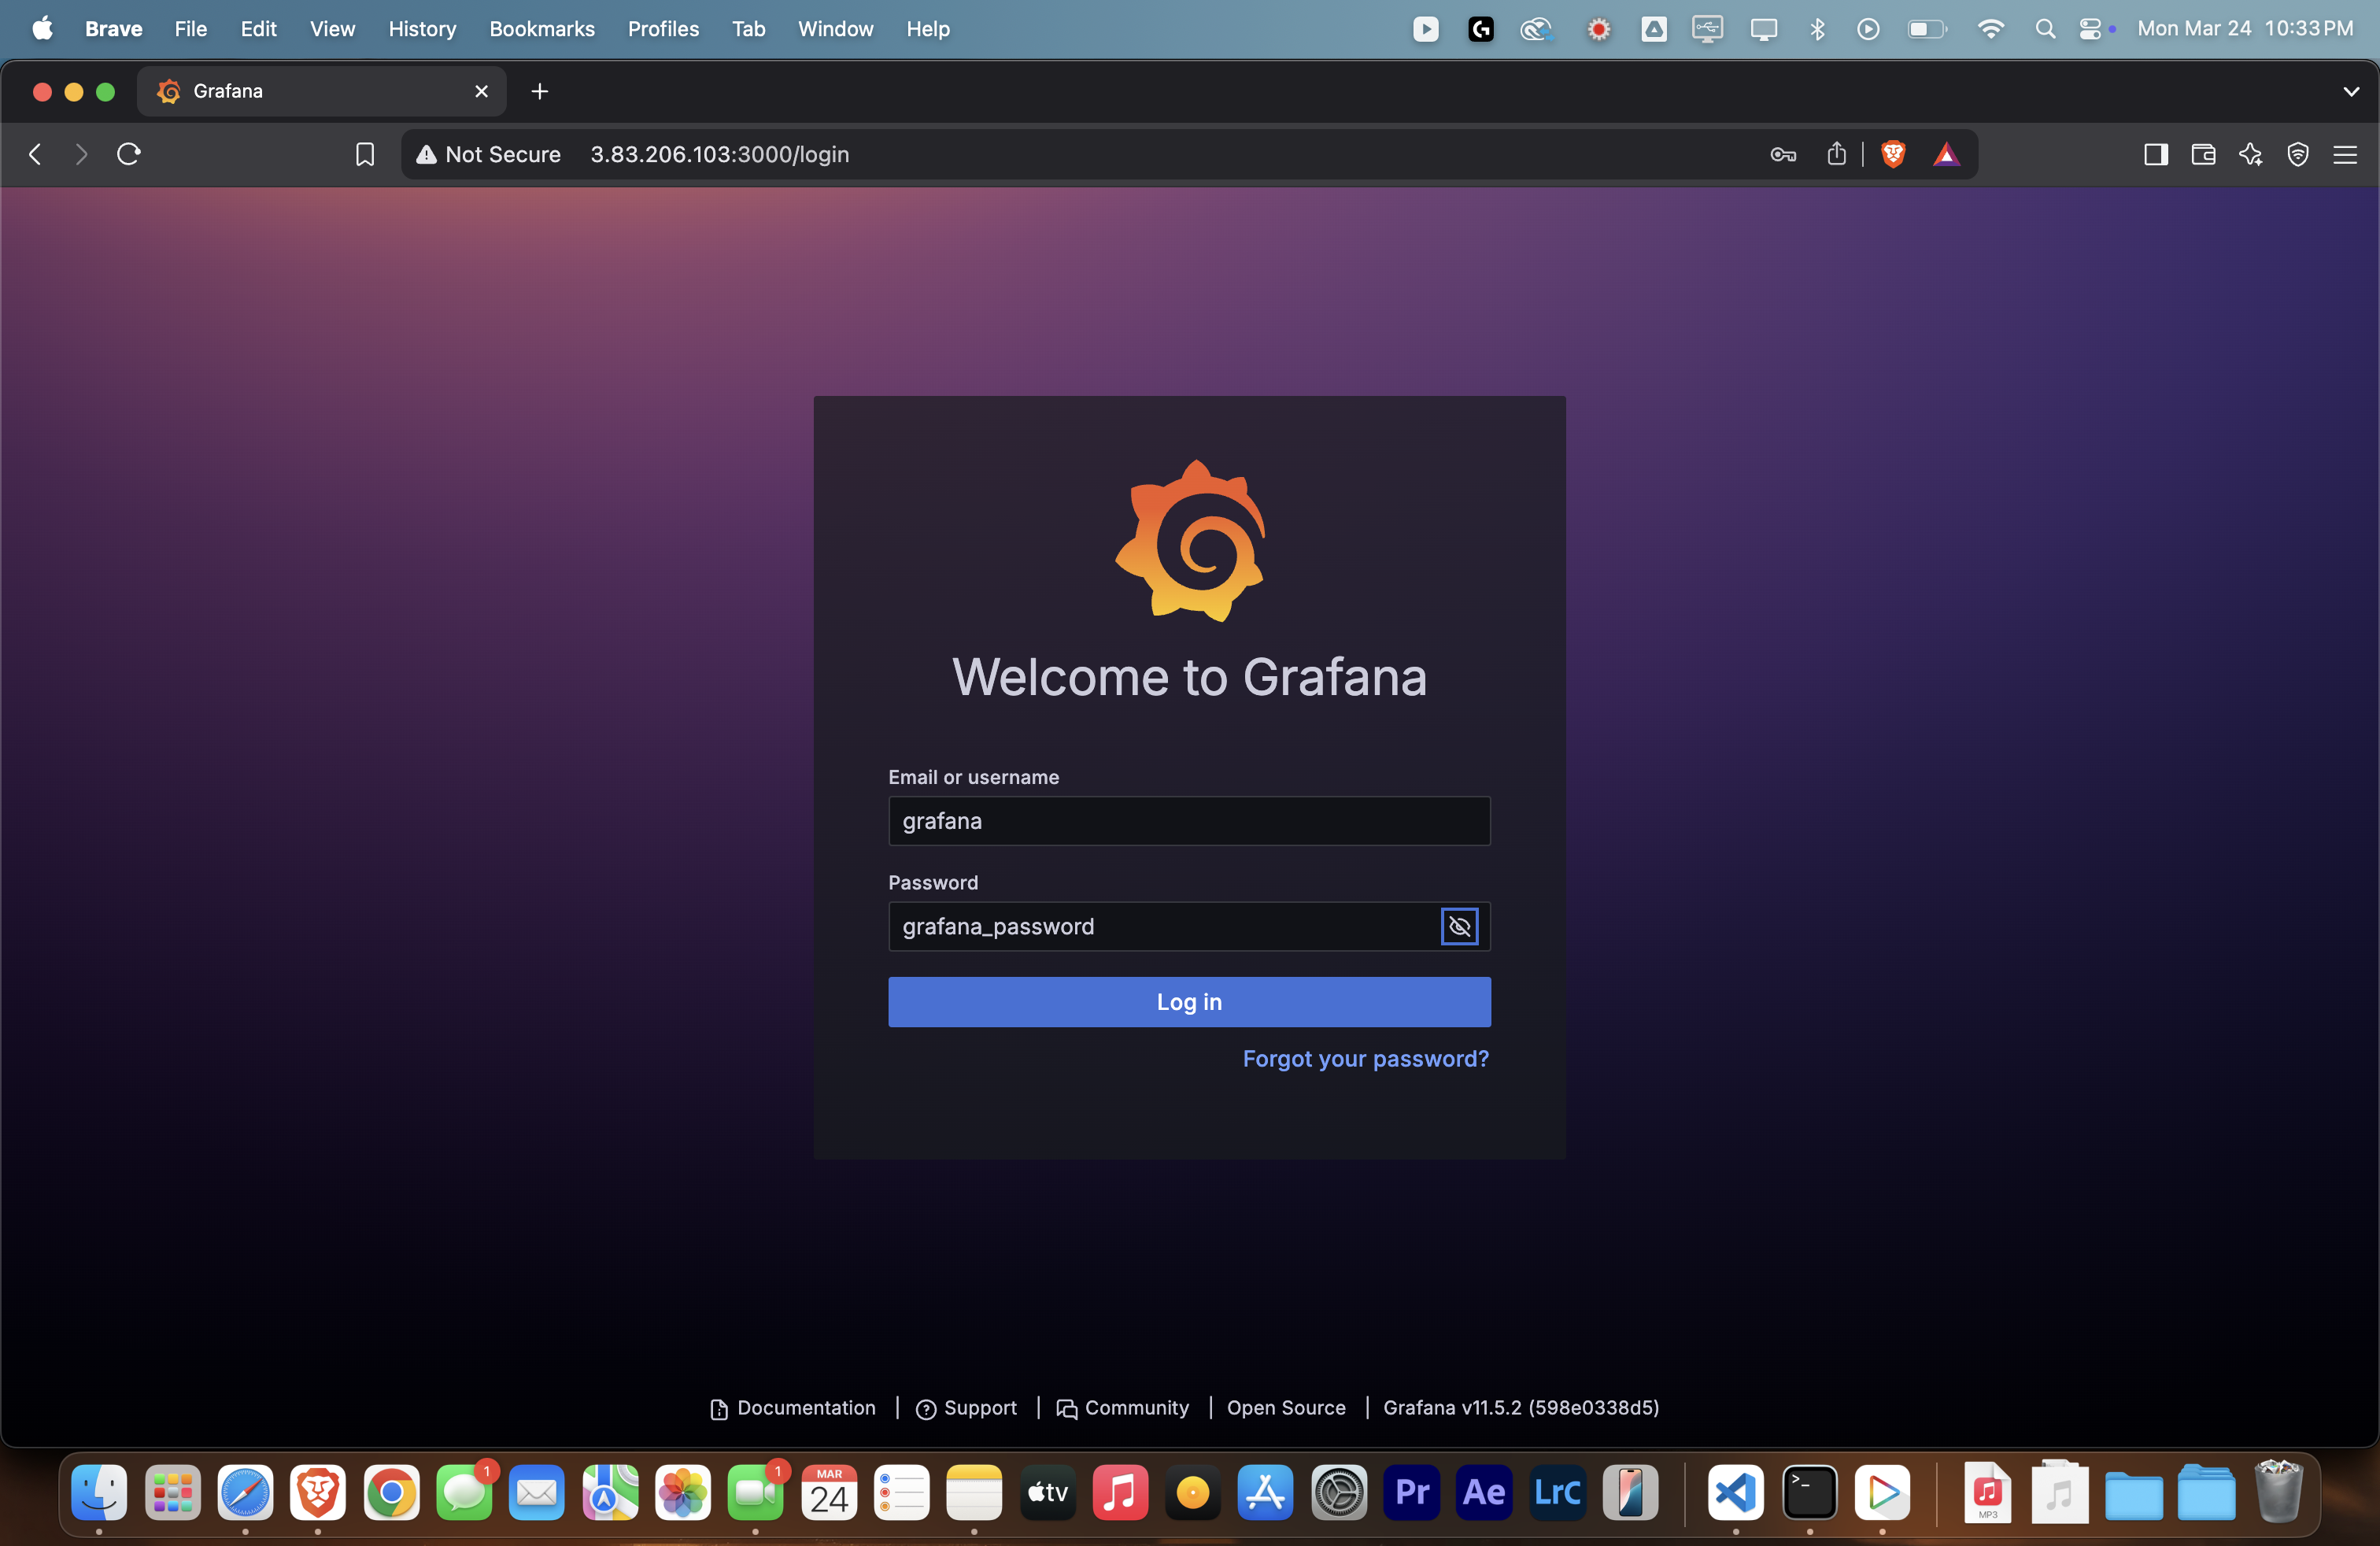 Brave File Edit View History Bookmarks Profiles Tab Window Help Mon Mar 24 10:33 PM
Grafana
Not Secure 3.83.206.103:3000/login
Welcome to Grafana
Email or username
grafana
Password
grafana_password
Log in
Forgot your password?
Documentation | Support | Community | Open Source | Grafana v11.5.2 (598e0338d5)
1 1 MAR 24 tv Pr Ae LrC >_ MP3